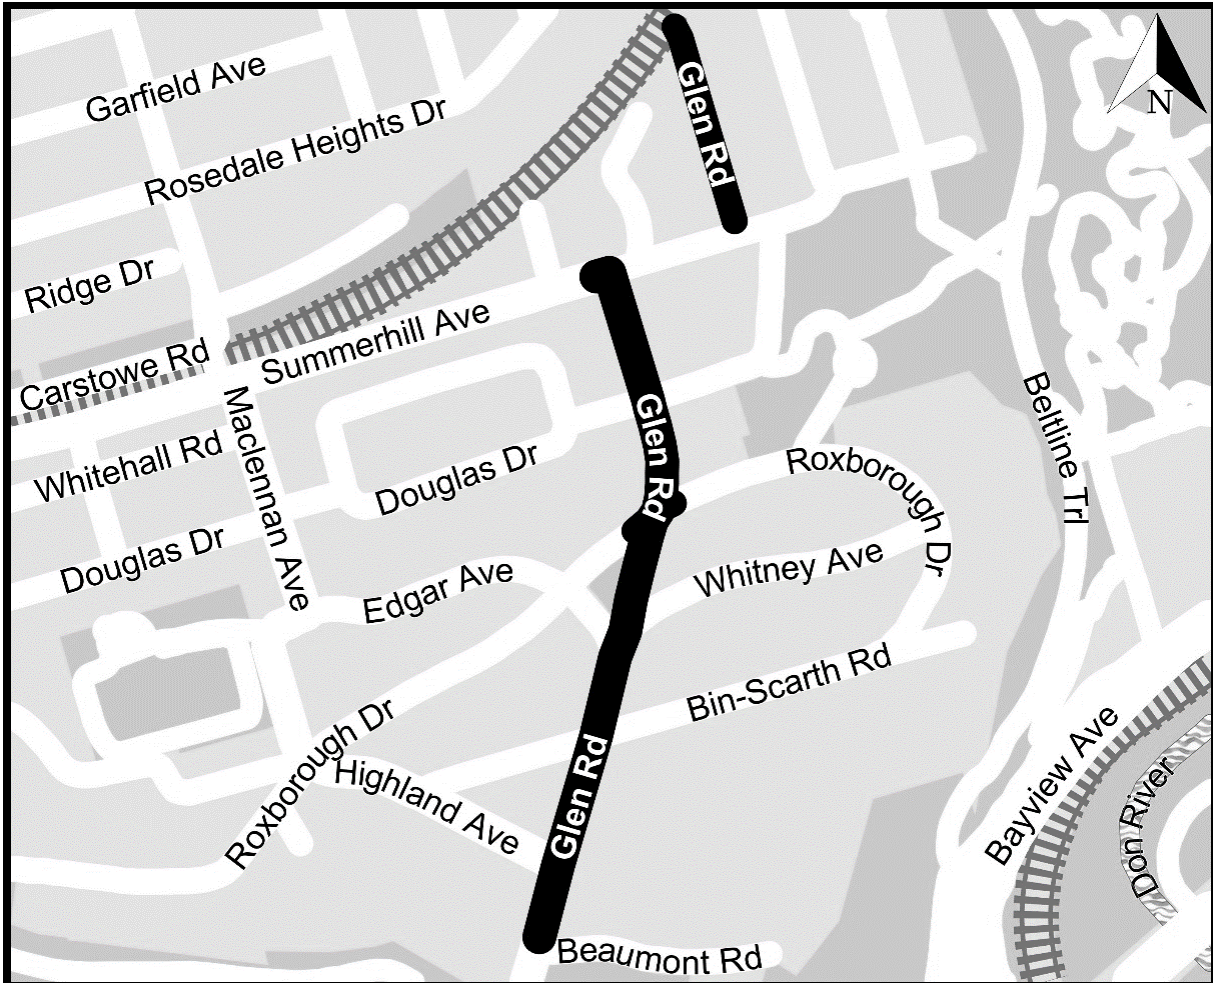 Garfield Ave
Glen Rd
N
Rosedale Heights Dr
Ridge Dr
Carstowe Rd
Summerhill Ave
Whitehall Rd
Maclennan Ave
Douglas Dr
Glen Rd
Beltline Trl
Roxborough Dr
Douglas Dr
Edgar Ave
Whitney Ave
Bin-Scarth Rd
Roxborough Dr
Highland Ave
Glen Rd
Bayview Ave
Don River
Beaumont Rd